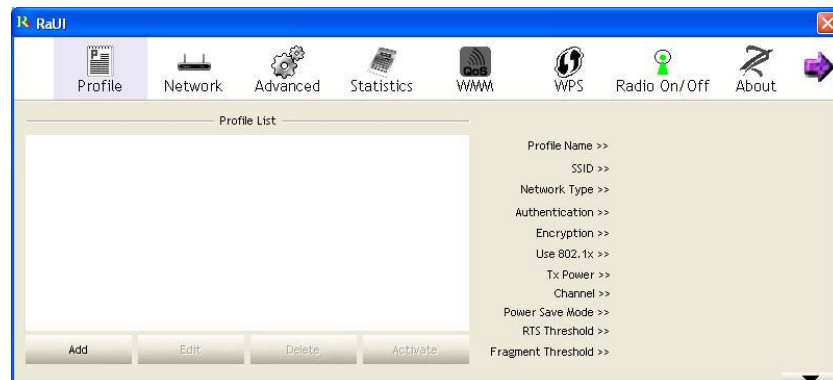 RaUI
Profile Network Advanced Statistics QoS WMM WPS Radio On/Off About
Profile List
Profile Name >>
SSID >>
Network Type >>
Authentication >>
Encryption >>
Use 802.1x >>
Tx Power >>
Channel >>
Power Save Mode >>
RTS Threshold >>
Fragment Threshold >>
Add Edit Delete Activate